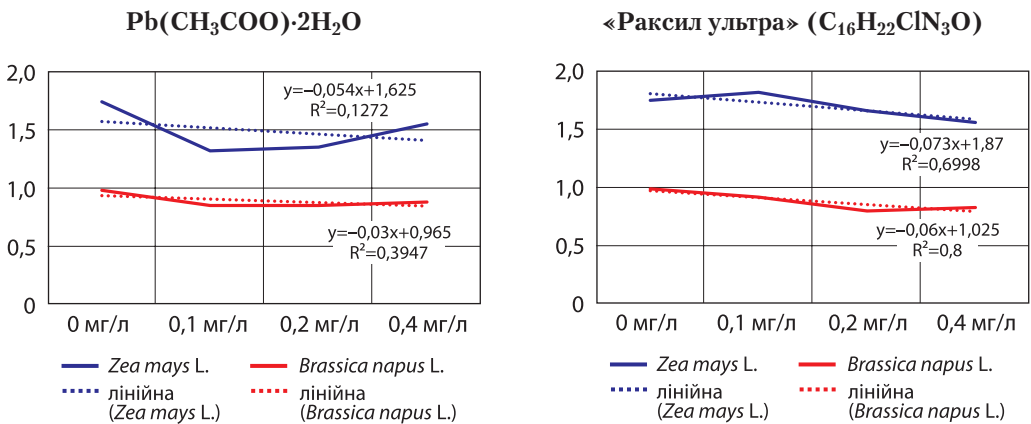 Pb(CH₃COO)·2H₂O
2,0
1,5
1,0
0,5
0
y=–0,054x+1,625
R²=0,1272
y=–0,03x+0,965
R²=0,3947
0 мг/л 0,1 мг/л 0,2 мг/л 0,4 мг/л
Zea mays L. Brassica napus L.
лінійна лінійна
(Zea mays L.) (Brassica napus L.)
«Раксил ультра» (C₁₆H₂₂ClN₃O)
2,0
1,5
1,0
0,5
0
y=–0,073x+1,87
R²=0,6998
y=–0,06x+1,025
R²=0,8
0 мг/л 0,1 мг/л 0,2 мг/л 0,4 мг/л
Zea mays L. Brassica napus L.
лінійна лінійна
(Zea mays L.) (Brassica napus L.)